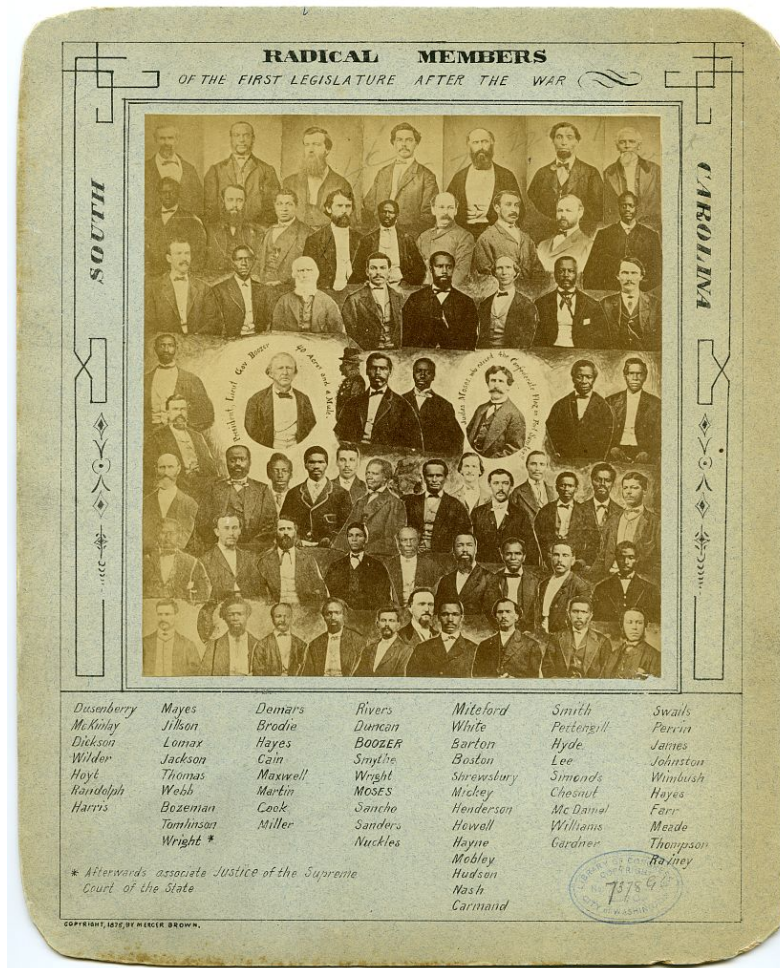 RADICAL MEMBERS
OF THE FIRST LEGISLATURE AFTER THE WAR
SOUTH
CAROLINA
President, Lieut Gov Boozer
40 Acres and a Mule.
Dusenberry
McKinlay
Dickson
Wilder
Hoyt
Randolph
Harris
Mayes
Jillson
Lomax
Jackson
Thomas
Webb
Bozeman
Tomlinson
Wright *
Demars
Brodie
Hayes
Cain
Maxwell
Martin
Cook
Miller
Rivers
Duncan
BOOZER
Smythe
Wright
MOSES
Sancho
Sanders
Nuckles
Miteford
White
Barton
Boston
Shrewsbury
Mickey
Henderson
Howell
Hayne
Mobley
Hudson
Nash
Carmand
Smith
Pettengill
Hyde
Lee
Simonds
Chesnut
McDaniel
Williams
Gardner
Swails
Perrin
James
Johnston
Wimbush
Hayes
Farr
Meade
Thompson
Rainey
* Afterwards associate Justice of the Supreme
Court of the State
LIBRARY OF CONGRESS
COPYRIGHT
CITY OF WASHINGTON
COPYRIGHT, 1876, BY MERCER BROWN.